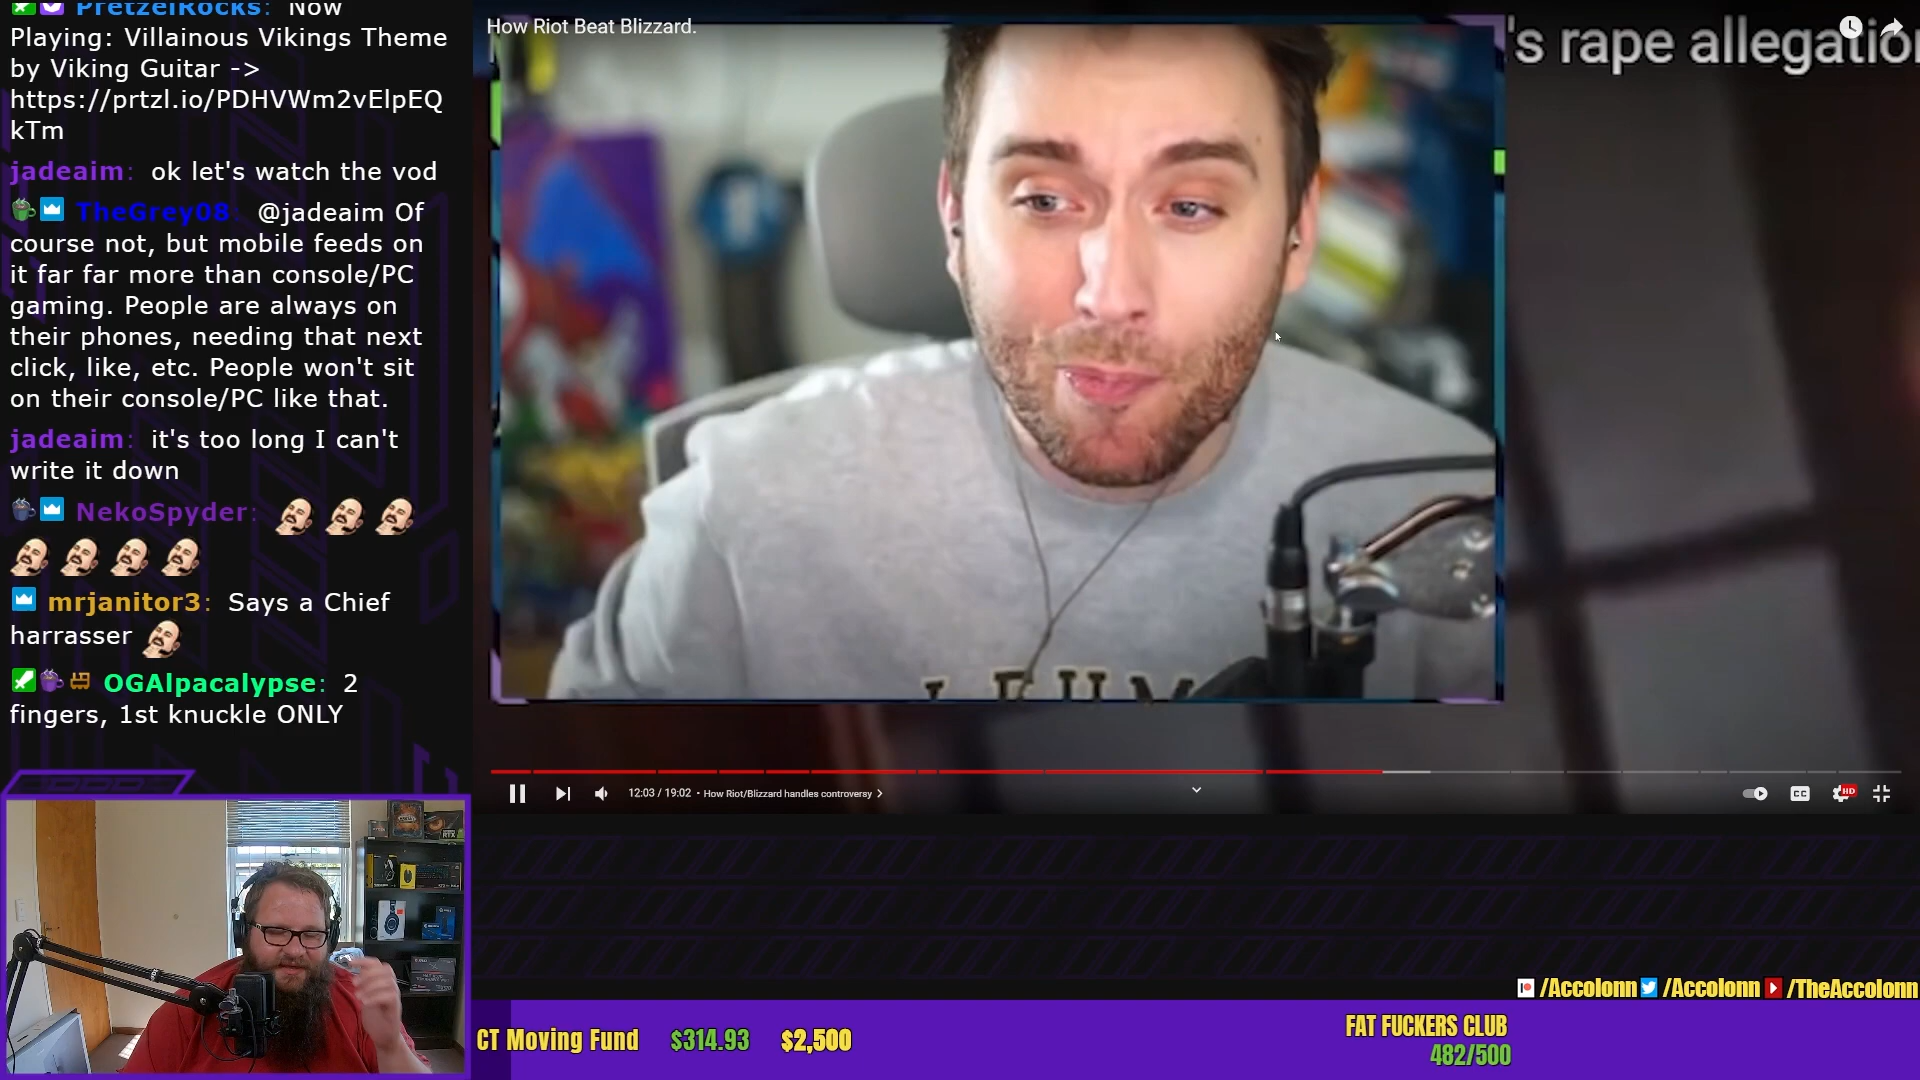 PretzelRocks: Now
Playing: Villainous Vikings Theme
by Viking Guitar ->
https://prtzl.io/PDHVWm2vElpEQ
kTm
jadeaim: ok let's watch the vod
TheGrey08: @jadeaim Of
course not, but mobile feeds on
it far far more than console/PC
gaming. People are always on
their phones, needing that next
click, like, etc. People won't sit
on their console/PC like that.
jadeaim: it's too long I can't
write it down
NekoSpyder:
mrjanitor3: Says a Chief
harrasser
OGAlpacalypse: 2
fingers, 1st knuckle ONLY
How Riot Beat Blizzard.
's rape allegation
12:03 / 19:02 • How Riot/Blizzard handles controversy >
CC
HD
/Accolonn /Accolonn /TheAccolonn
CT Moving Fund $314.93 $2,500
FAT FUCKERS CLUB
482/500